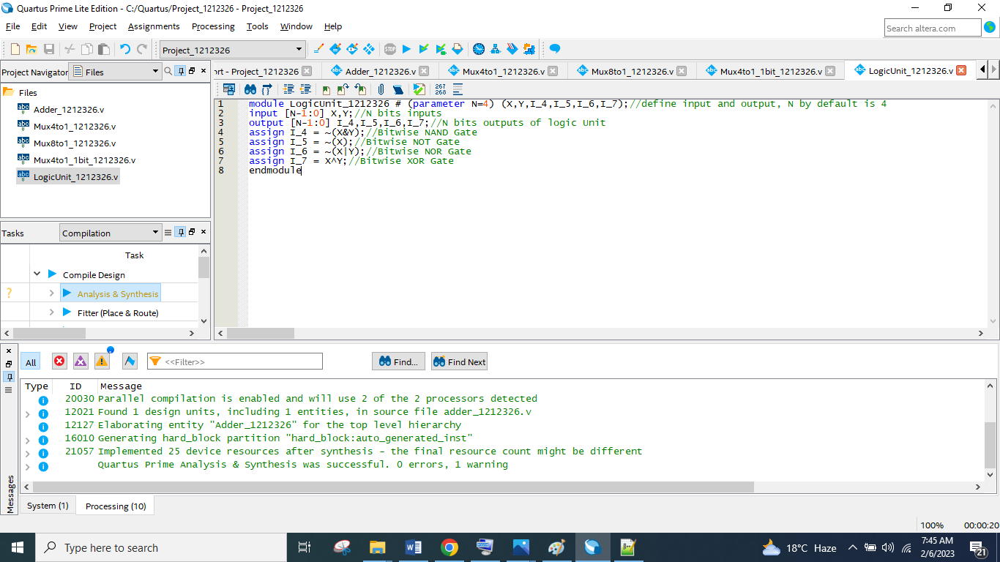 Quartus Prime Lite Edition - C:/Quartus/Project_1212326 - Project_1212326
File Edit View Project Assignments Processing Tools Window Help
Search altera.com
Project_1212326
Project Navigator Files
ort - Project_1212326 Adder_1212326.v Mux4to1_1212326.v Mux8to1_1212326.v Mux4to1_1bit_1212326.v LogicUnit_1212326.v
Files
Adder_1212326.v
Mux4to1_1212326.v
Mux8to1_1212326.v
Mux4to1_1bit_1212326.v
LogicUnit_1212326.v
267
268
1 module LogicUnit_1212326 # (parameter N=4) (X,Y,I_4,I_5,I_6,I_7);//define input and output, N by default is 4
2 input [N-1:0] X,Y;//N bits inputs
3 output [N-1:0] I_4,I_5,I_6,I_7;//N bits outputs of logic Unit
4 assign I_4 = ~(X&Y);//Bitwise NAND Gate
5 assign I_5 = ~(X);//Bitwise NOT Gate
6 assign I_6 = ~(X|Y);//Bitwise NOR Gate
7 assign I_7 = X^Y;//Bitwise XOR Gate
8 endmodule
Tasks Compilation
Task
Compile Design
? Analysis & Synthesis
Fitter (Place & Route)
All <<Filter>> Find... Find Next
Type ID Message
20030 Parallel compilation is enabled and will use 2 of the 2 processors detected
12021 Found 1 design units, including 1 entities, in source file adder_1212326.v
12127 Elaborating entity "Adder_1212326" for the top level hierarchy
16010 Generating hard_block partition "hard_block:auto_generated_inst"
21057 Implemented 25 device resources after synthesis - the final resource count might be different
Quartus Prime Analysis & Synthesis was successful. 0 errors, 1 warning
Messages
System (1) Processing (10)
100% 00:00:20
Type here to search
18°C Haze
7:45 AM
2/6/2023
21